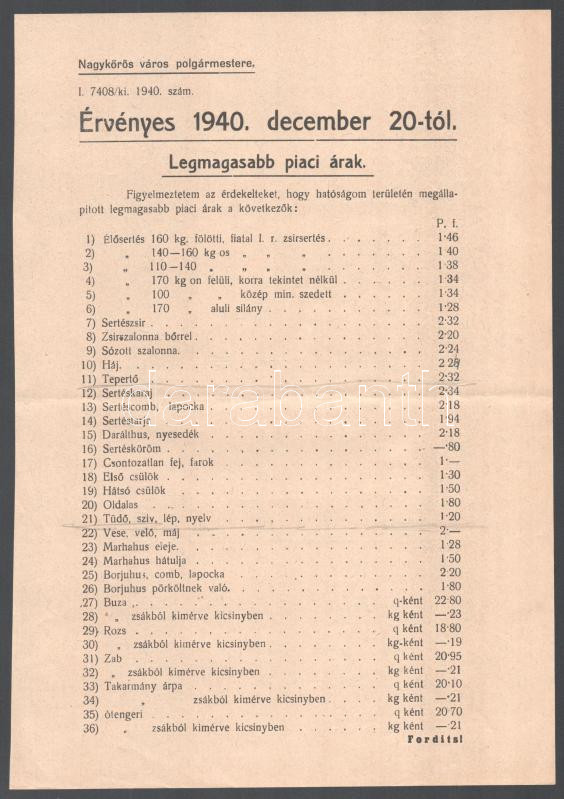 Nagykőrös város polgármestere.
I. 7408/ki. 1940. szám.
Érvényes 1940. december 20-tól.
Legmagasabb piaci árak.
Figyelmeztetem az érdekelteket, hogy hatóságom területén megálla-
pitott legmagasabb piaci árak a következők:
P. f.
1) Élősertés 160 kg. fölötti, fiatal I. r. zsirsertés 1·46
2) „ 140—160 kg os „ „ „ 1 40
3) „ 110—140 „ „ „ „ 1·38
4) „ 170 kg on felüli, korra tekintet nélkül 1·34
5) „ 100 „ „ közép min. szedett 1·34
6) „ 170 „ aluli silány 1·28
7) Sertészsir 2·32
8) Zsirszalonna bőrrel 2·20
9) Sózott szalonna 2·24
10) Háj
11) Tepertő 2·32
12) Sertéskaraj 2·34
13) Sertéscomb, lapocka 2·18
14) Sertéstarja 1·94
15) Darálthus, nyesedék 2·18
16) Sertésköröm —·80
17) Csontozatlan fej, farok 1·—
18) Első csülök 1·30
19) Hátsó csülök 1·50
20) Oldalas 1·80
21) Tüdő, sziv, lép, nyelv 1·20
22) Vese, velő, máj 2·—
23) Marhahus eleje. 1·28
24) Marhahus hátulja 1·50
25) Borjuhus, comb, lapocka 2 20
26) Borjuhus pörköltnek való. 1·80
27) Buza q-ként 22 80
28) „ zsákból kimérve kicsinyben kg ként —·23
29) Rozs q ként 18·80
30) „ zsákból kimérve kicsinyben kg-ként —·19
31) Zab q ként 20·95
32) „ zsákból kimérve kicsinyben kg ként —·21
33) Takarmány árpa q ként 20·10
34) „ zsákból kimérve kicsinyben kg ként —·21
35) ótengeri q ként 20 70
36) „ zsákból kimérve kicsinyben kg ként —·21
Fordits!
darabanth